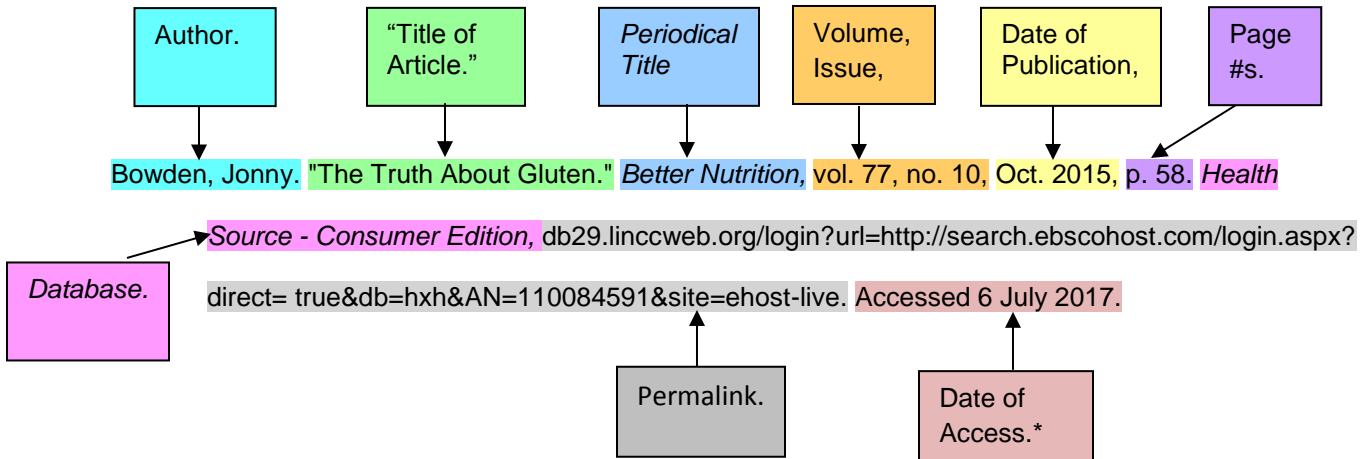 Author.
“Title of
Article.”
Periodical
Title
Volume,
Issue,
Date of
Publication,
Page
#s.
Bowden, Jonny. "The Truth About Gluten." Better Nutrition, vol. 77, no. 10, Oct. 2015, p. 58. Health
Source - Consumer Edition, db29.linccweb.org/login?url=http://search.ebscohost.com/login.aspx?
Database.
direct= true&db=hxh&AN=110084591&site=ehost-live. Accessed 6 July 2017.
Permalink.
Date of
Access.*